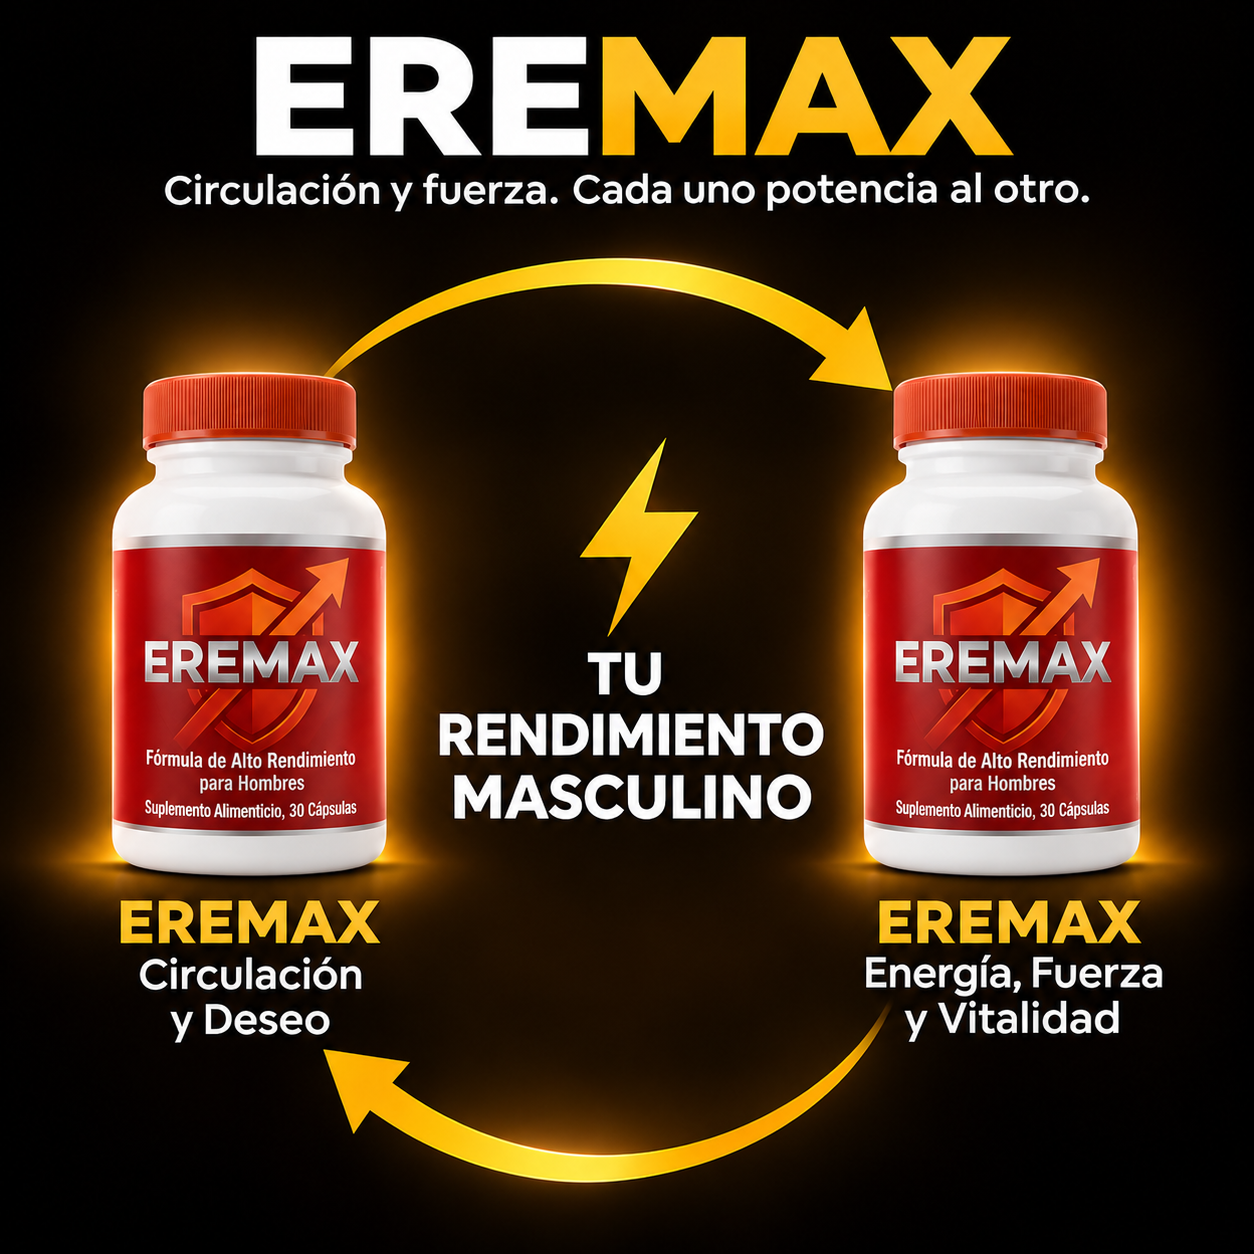 EREMAX
Circulación y fuerza. Cada uno potencia al otro.
EREMAX
Fórmula de Alto Rendimiento
para Hombres
Suplemento Alimenticio, 30 Cápsulas
EREMAX
Fórmula de Alto Rendimiento
para Hombres
Suplemento Alimenticio, 30 Cápsulas
TU
RENDIMIENTO
MASCULINO
EREMAX
Circulación
y Deseo
EREMAX
Energía, Fuerza
y Vitalidad